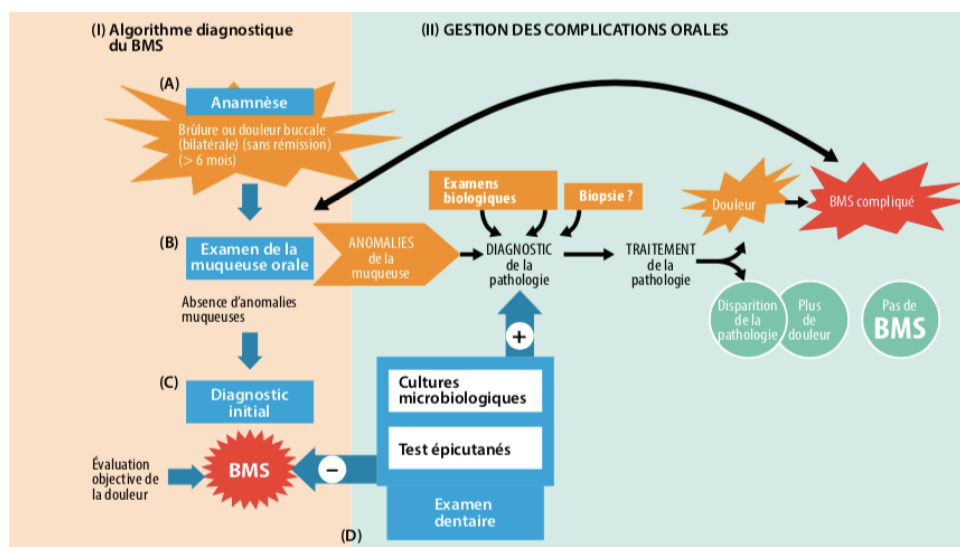 (I) Algorithme diagnostique
du BMS
(II) GESTION DES COMPLICATIONS ORALES
(A)
Anamnèse
Brûlure ou douleur buccale
(bilatérale) (sans rémission)
(> 6 mois)
(B)
Examen de la
muqueuse orale
ANOMALIES
de la
muqueuse
Examens
biologiques
Biopsie ?
DIAGNOSTIC
de la
pathologie
TRAITEMENT
de la
pathologie
Douleur
BMS compliqué
Disparition
de la
pathologie
Plus
de
douleur
Pas de
BMS
Absence d'anomalies
muqueuses
(C)
Diagnostic
initial
BMS
Évaluation
objective de
la douleur
+
Cultures
microbiologiques
Test épicutanés
−
Examen
dentaire
(D)